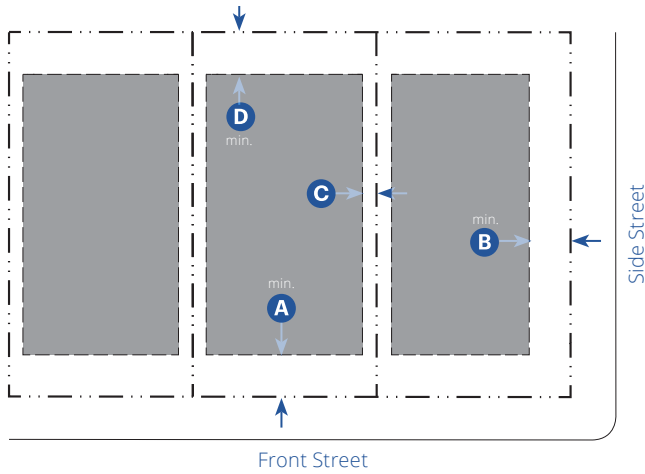 D
min.
C
min.
B
min.
A
Side Street
Front Street